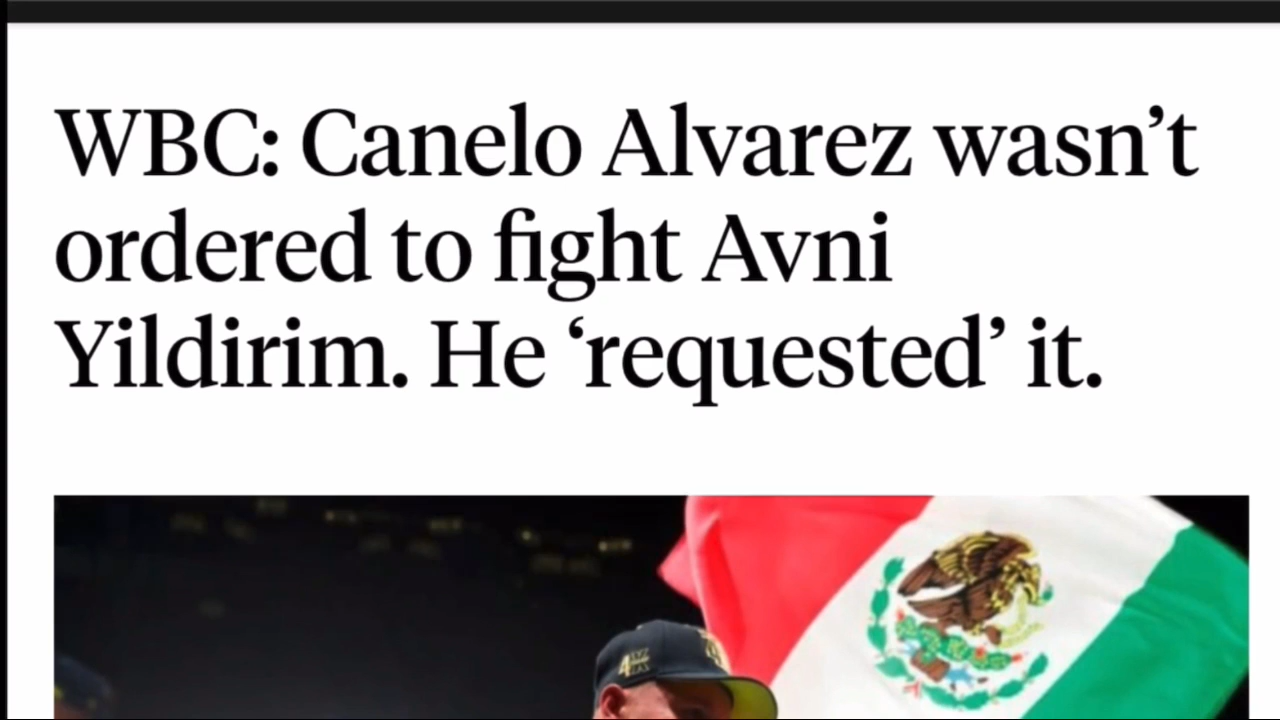 WBC: Canelo Alvarez wasn’t
ordered to fight Avni
Yildirim. He ‘requested’ it.